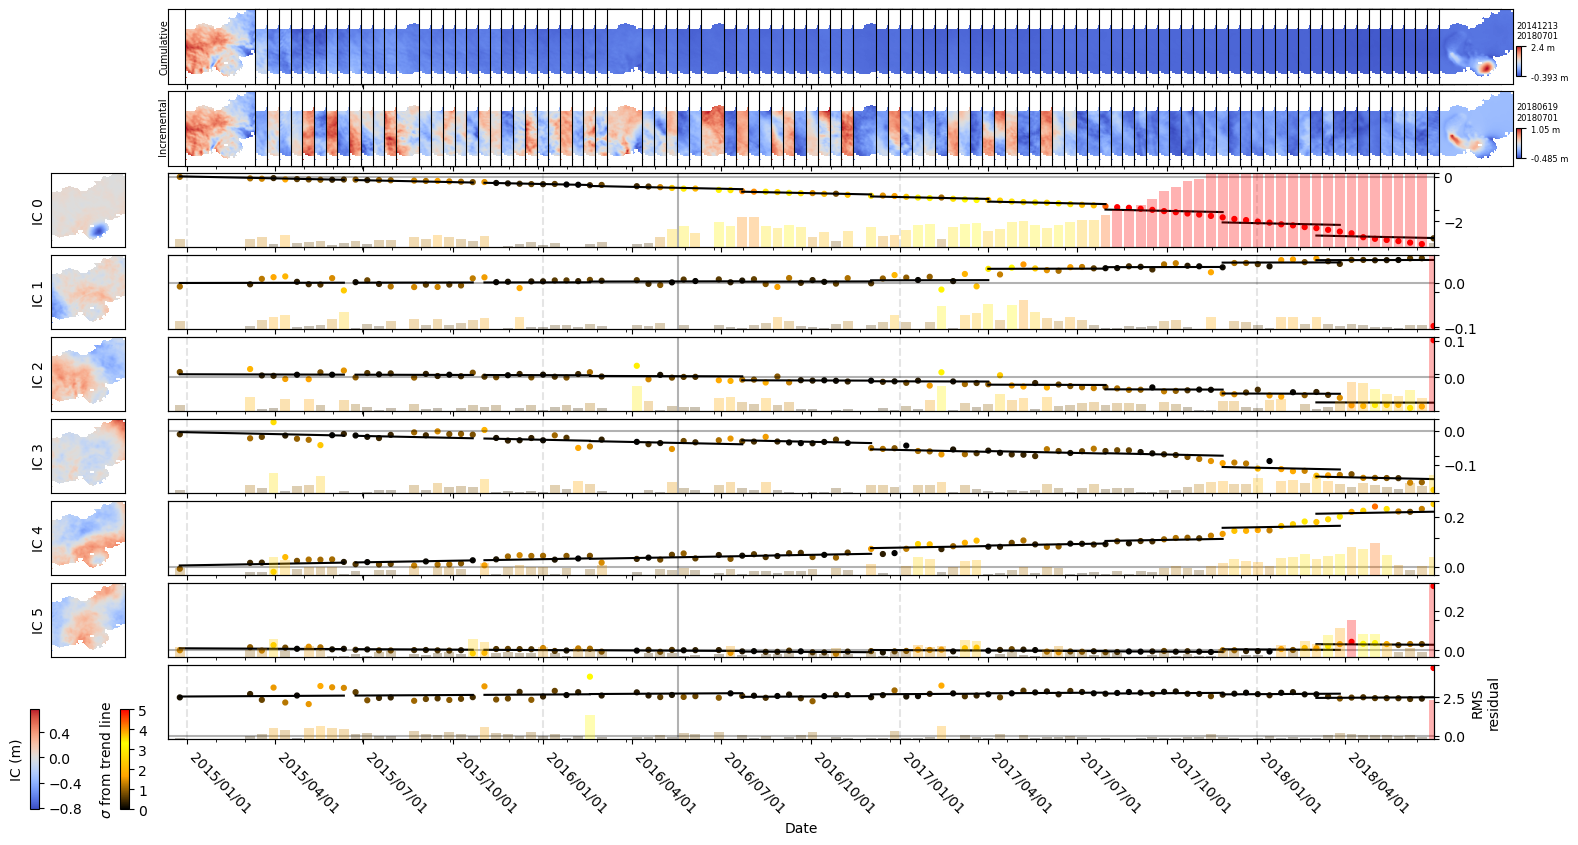 Cumulative
20141213
20180701
2.4 m
-0.393 m
Incremental
20180619
20180701
1.05 m
-0.485 m
IC 0
0
−2
IC 1
0.0
−0.1
IC 2
0.1
0.0
IC 3
0.0
−0.1
IC 4
0.2
0.0
IC 5
0.2
0.0
2.5
0.0
RMS
residual
IC (m)
0.4
0.0
−0.4
−0.8
σ from trend line
5
4
3
2
1
0
2015/01/01
2015/04/01
2015/07/01
2015/10/01
2016/01/01
2016/04/01
2016/07/01
2016/10/01
2017/01/01
2017/04/01
2017/07/01
2017/10/01
2018/01/01
2018/04/01
Date